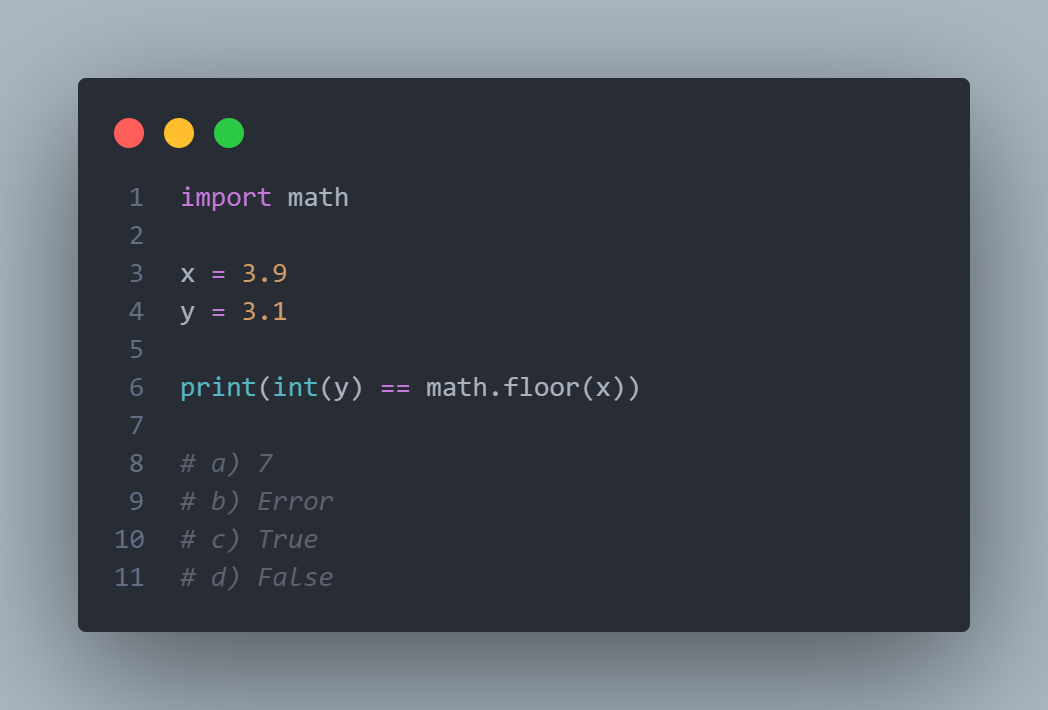 1 import math
2
3 x = 3.9
4 y = 3.1
5
6 print(int(y) == math.floor(x))
7
8 # a) 7
9 # b) Error
10 # c) True
11 # d) False